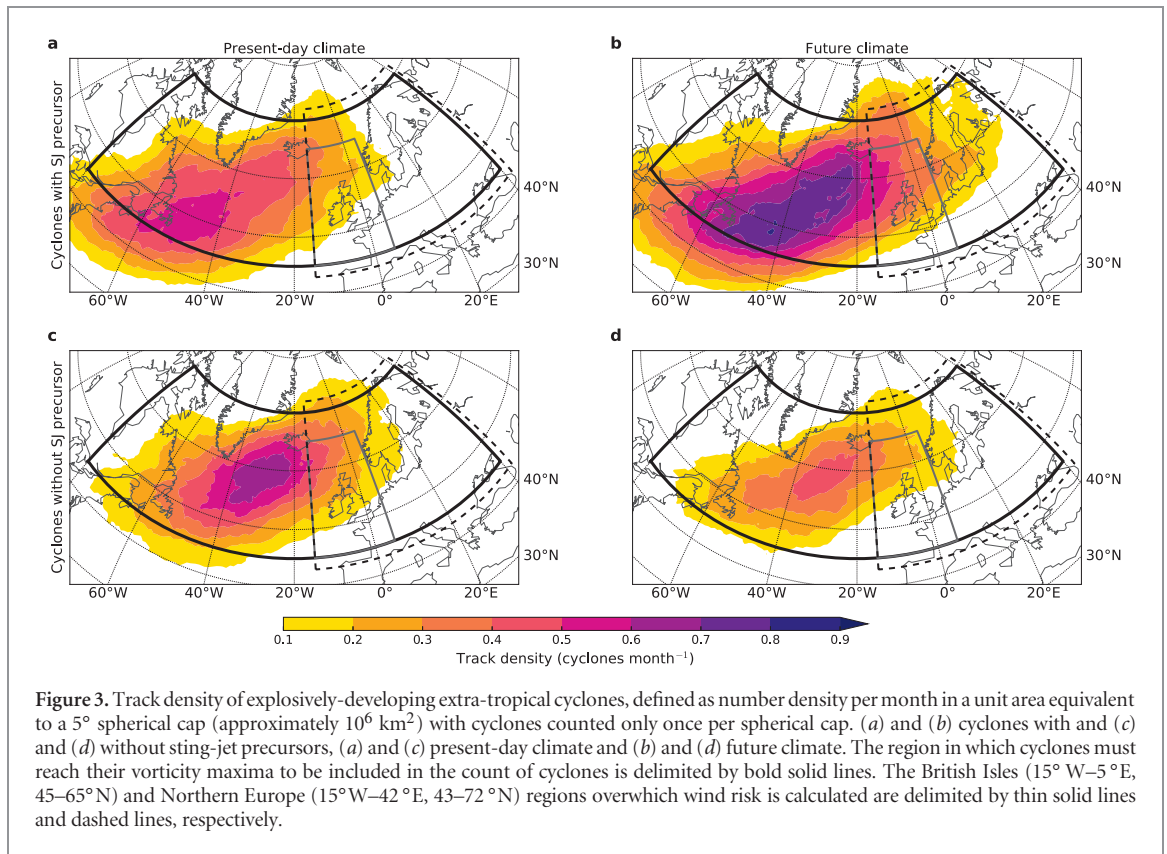 a
Present-day climate
b
Future climate
Cyclones with SJ precursor
40°N
40°N
30°N
30°N
60°W 40°W 20°W 0° 20°E
60°W 40°W 20°W 0° 20°E
c
d
Cyclones without SJ precursor
40°N
40°N
30°N
30°N
60°W 40°W 20°W 0° 20°E
60°W 40°W 20°W 0° 20°E
0.1 0.2 0.3 0.4 0.5 0.6 0.7 0.8 0.9
Track density (cyclones month⁻¹)
Figure 3. Track density of explosively-developing extra-tropical cyclones, defined as number density per month in a unit area equivalent
to a 5° spherical cap (approximately 10⁶ km²) with cyclones counted only once per spherical cap. (a) and (b) cyclones with and (c)
and (d) without sting-jet precursors, (a) and (c) present-day climate and (b) and (d) future climate. The region in which cyclones must
reach their vorticity maxima to be included in the count of cyclones is delimited by bold solid lines. The British Isles (15° W–5 °E,
45–65°N) and Northern Europe (15°W–42 °E, 43–72 °N) regions overwhich wind risk is calculated are delimited by thin solid lines
and dashed lines, respectively.